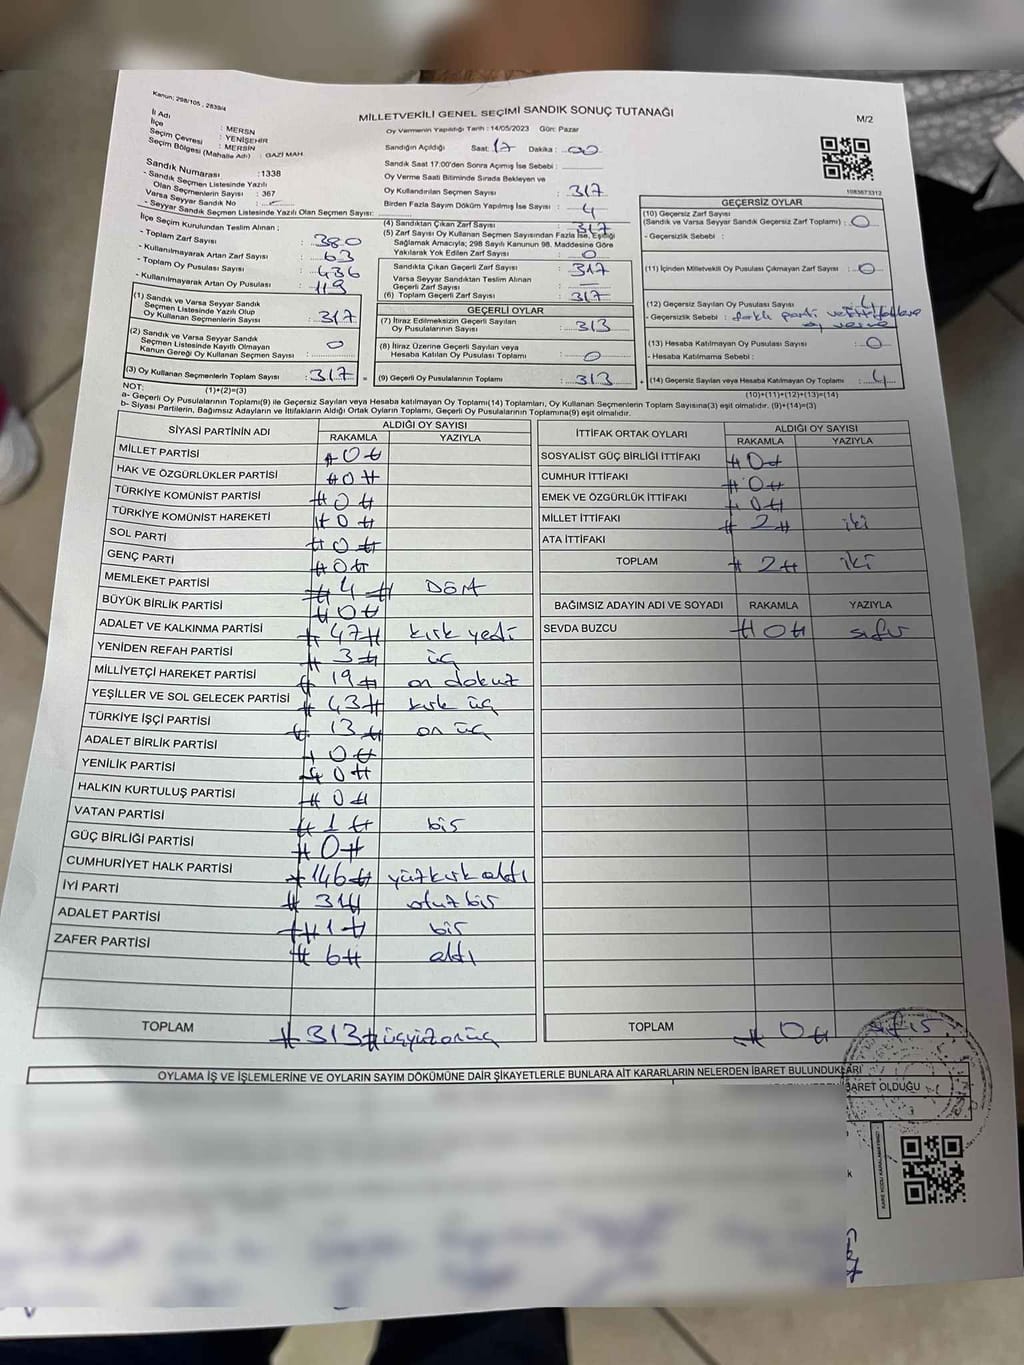 Kanun; 298/105 , 2839/4
MİLLETVEKİLİ GENEL SEÇİMİ SANDIK SONUÇ TUTANAĞI
M/2
İl Adı : MERSN
İlçe : YENİŞEHİR
Seçim Çevresi : MERSİN
Seçim Bölgesi (Mahalle Adı) : GAZİ MAH.
Oy Vermenin Yapıldığı Tarih : 14/05/2023 Gün: Pazar
Sandığın Açıldığı Saat: 17 Dakika : 00
Sandık Saat 17.00'den Sonra Açımış İse Sebebi :
Oy Verme Saati Bitiminde Sırada Bekleyen ve
Oy Kullandırılan Seçmen Sayısı : 317
Birden Fazla Sayım Döküm Yapılmış İse Sayısı : 4
1083673312
Sandık Numarası : 1338
- Sandık Seçmen Listesinde Yazılı
Olan Seçmenlerin Sayısı : 367
Varsa Seyyar Sandık No :
- Seyyar Sandık Seçmen Listesinde Yazılı Olan Seçmen Sayısı:
İlçe Seçim Kurulundan Teslim Alınan ;
- Toplam Zarf Sayısı : 380
- Kullanılmayarak Artan Zarf Sayısı : 63
- Toplam Oy Pusulası Sayısı : 436
- Kullanılmayarak Artan Oy Pusulası : 119
(1) Sandık ve Varsa Seyyar Sandık
Seçmen Listesinde Yazılı Olup
Oy Kullanan Seçmenlerin Sayısı : 317
(2) Sandık ve Varsa Seyyar Sandık
Seçmen Listesinde Kayıtlı Olmayan
Kanun Gereği Oy Kullanan Seçmen Sayısı : 0
(3) Oy Kullanan Seçmenlerin Toplam Sayısı : 317
(4) Sandıktan Çıkan Zarf Sayısı : 317
(5) Zarf Sayısı Oy Kullanan Seçmen Sayısından Fazla İse, Eşitliği
Sağlamak Amacıyla; 298 Sayılı Kanunun 98. Maddesine Göre
Yakılarak Yok Edilen Zarf Sayısı : 0
Sandıkta Çıkan Geçerli Zarf Sayısı : 317
Varsa Seyyar Sandıktan Teslim Alınan
Geçerli Zarf Sayısı : —
(6) Toplam Geçerli Zarf Sayısı : 317
GEÇERLİ OYLAR
(7) İtiraz Edilmeksizin Geçerli Sayılan
Oy Pusulalarının Sayısı : 313
(8) İtiraz Üzerine Geçerli Sayılan veya
Hesaba Katılan Oy Pusulası Toplamı : 0
(9) Geçerli Oy Pusulalarının Toplamı : 313
GEÇERSİZ OYLAR
(10) Geçersiz Zarf Sayısı
(Sandık ve Varsa Seyyar Sandık Geçersiz Zarf Toplamı) : 0
- Geçersizlik Sebebi :
(11) İçinden Milletvekili Oy Pusulası Çıkmayan Zarf Sayısı : 0
(12) Geçersiz Sayılan Oy Pusulası Sayısı : 4
- Geçersizlik Sebebi : farklı parti ve ittifaklara
oy verme
(13) Hesaba Katılmayan Oy Pusulası Sayısı : 0
- Hesaba Katılmama Sebebi :
(14) Geçersiz Sayılan veya Hesaba Katılmayan Oy Toplamı : 4
NOT: (1)+(2)=(3)
(10)+(11)+(12)+(13)=(14)
a- Geçerli Oy Pusulalarının Toplamı(9) ile Geçersiz Sayılan veya Hesaba katılmayan Oy Toplamı(14) Toplamları, Oy Kullanan Seçmenlerin Toplam Sayısına(3) eşit olmalıdır. (9)+(14)=(3)
b- Siyasi Partilerin, Bağımsız Adayların ve İttifakların Aldığı Ortak Oyların Toplamı, Geçerli Oy Pusulalarının Toplamına(9) eşit olmalıdır.
SİYASİ PARTİNİN ADI
ALDIĞI OY SAYISI
RAKAMLA YAZIYLA
MİLLET PARTİSİ # 0 #
HAK VE ÖZGÜRLÜKLER PARTİSİ # 0 #
TÜRKİYE KOMÜNİST PARTİSİ # 0 #
TÜRKİYE KOMÜNİST HAREKETİ # 0 #
SOL PARTİ # 0 #
GENÇ PARTİ # 0 #
MEMLEKET PARTİSİ # 4 # Dört
BÜYÜK BİRLİK PARTİSİ # 0 #
ADALET VE KALKINMA PARTİSİ # 47 # kırk yedi
YENİDEN REFAH PARTİSİ # 3 # üç
MİLLİYETÇİ HAREKET PARTİSİ # 19 # on dokuz
YEŞİLLER VE SOL GELECEK PARTİSİ # 43 # kırk üç
TÜRKİYE İŞÇİ PARTİSİ # 13 # on üç
ADALET BİRLİK PARTİSİ # 0 #
YENİLİK PARTİSİ # 0 #
HALKIN KURTULUŞ PARTİSİ # 0 #
VATAN PARTİSİ # 1 # bir
GÜÇ BİRLİĞİ PARTİSİ # 0 #
CUMHURİYET HALK PARTİSİ # 146 # yüzkırk altı
İYİ PARTİ # 31 # otuz bir
ADALET PARTİSİ # 1 # bir
ZAFER PARTİSİ # 6 # altı
TOPLAM # 313 # üçyüzonüç
İTTİFAK ORTAK OYLARI
ALDIĞI OY SAYISI
RAKAMLA YAZIYLA
SOSYALİST GÜÇ BİRLİĞİ İTTİFAKI # 0 #
CUMHUR İTTİFAKI # 0 #
EMEK VE ÖZGÜRLÜK İTTİFAKI # 0 #
MİLLET İTTİFAKI # 2 # iki
ATA İTTİFAKI
TOPLAM # 2 # iki
BAĞIMSIZ ADAYIN ADI VE SOYADI RAKAMLA YAZIYLA
SEVDA BUZCU # 0 # sıfır
TOPLAM # 0 # sıfır
OYLAMA İŞ VE İŞLEMLERİNE VE OYLARIN SAYIM DÖKÜMÜNE DAİR ŞİKAYETLERLE BUNLARA AİT KARARLARIN NELERDEN İBARET BULUNDUKLARI
BARET OLDUĞU